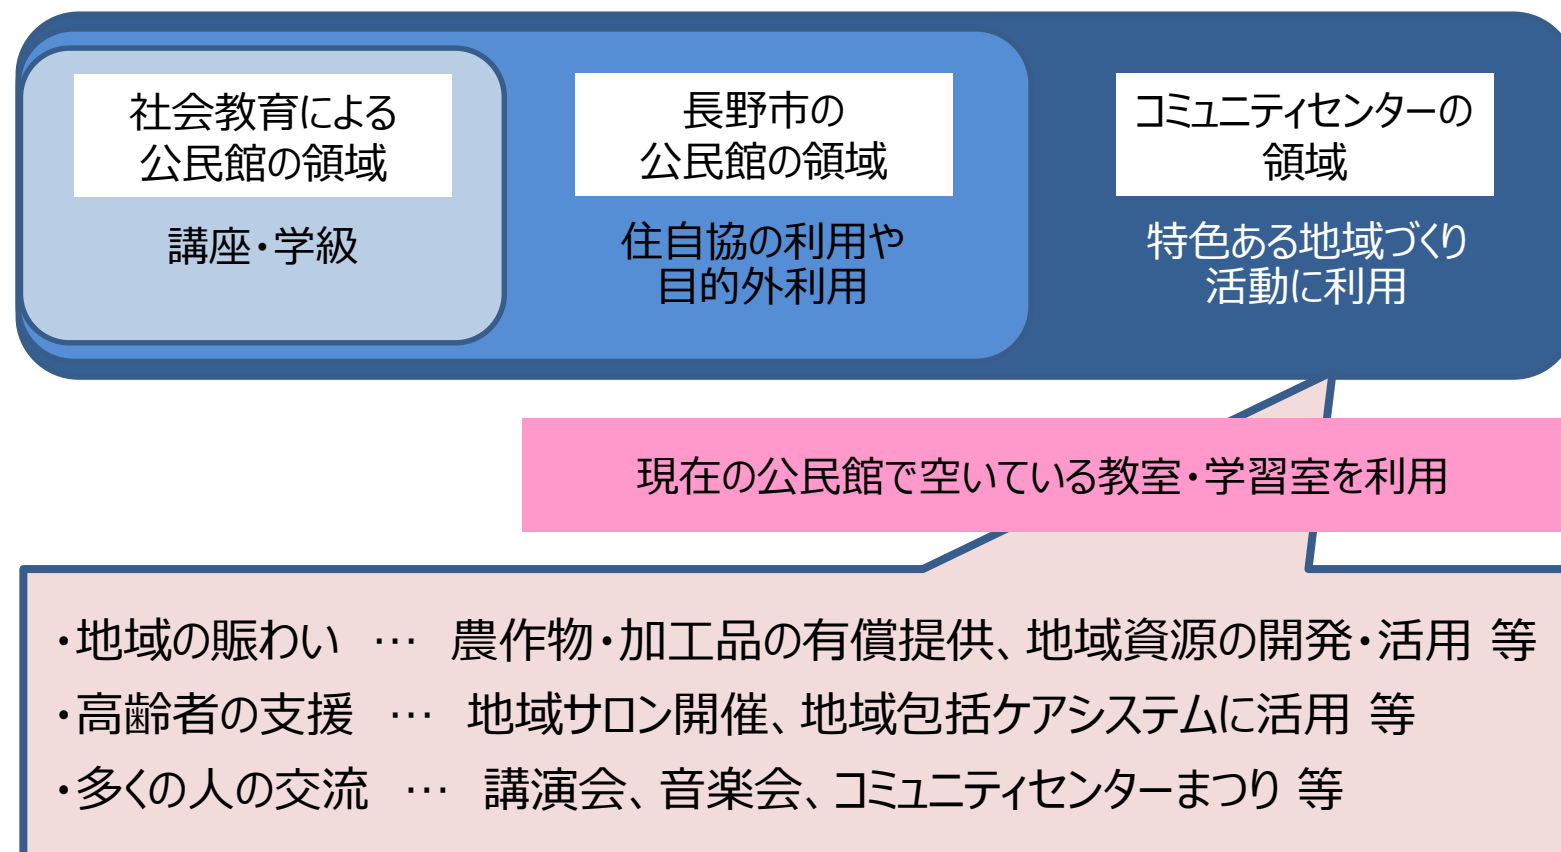 社会教育による
公民館の領域
講座・学級
長野市の
公民館の領域
住自協の利用や
目的外利用
コミュニティセンターの
領域
特色ある地域づくり
活動に利用
現在の公民館で空いている教室・学習室を利用
・地域の賑わい … 農作物・加工品の有償提供、地域資源の開発・活用 等
・高齢者の支援 … 地域サロン開催、地域包括ケアシステムに活用 等
・多くの人の交流 … 講演会、音楽会、コミュニティセンターまつり 等